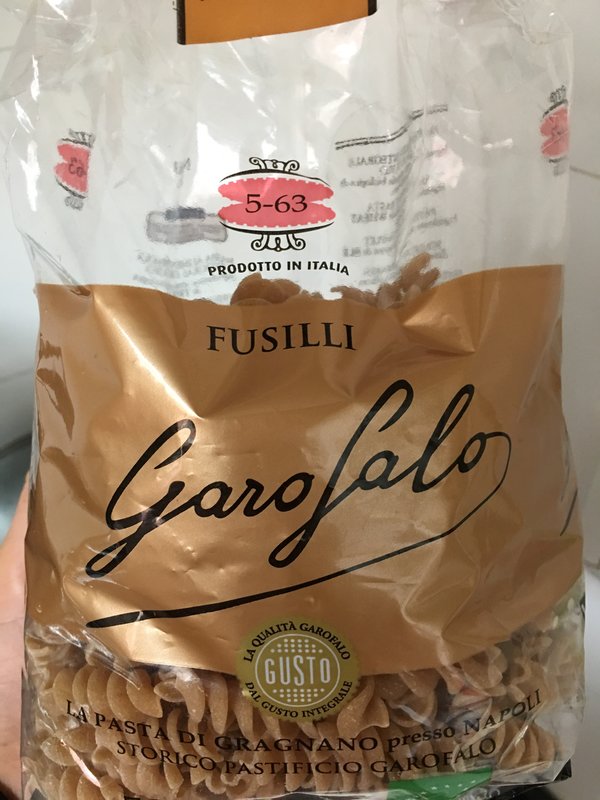 5-63
PRODOTTO IN ITALIA
FUSILLI
Garofalo
LA QUALITÀ GAROFALO
GUSTO
DAL GUSTO INTEGRALE
LA PASTA DI GRAGNANO presso NAPOLI
STORICO PASTIFICIO GAROFALO